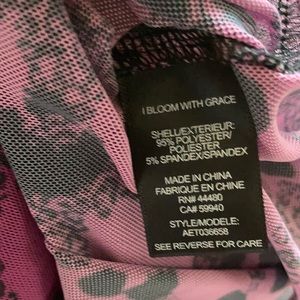 I BLOOM WITH GRACE
SHELL/EXTERIEUR:
95% POLYESTER/
POLIESTER
5% SPANDEX/SPANDEX
MADE IN CHINA
FABRIQUE EN CHINE
RN# 44480
CA# 59940
STYLE/MODELE:
AET036658
SEE REVERSE FOR CARE